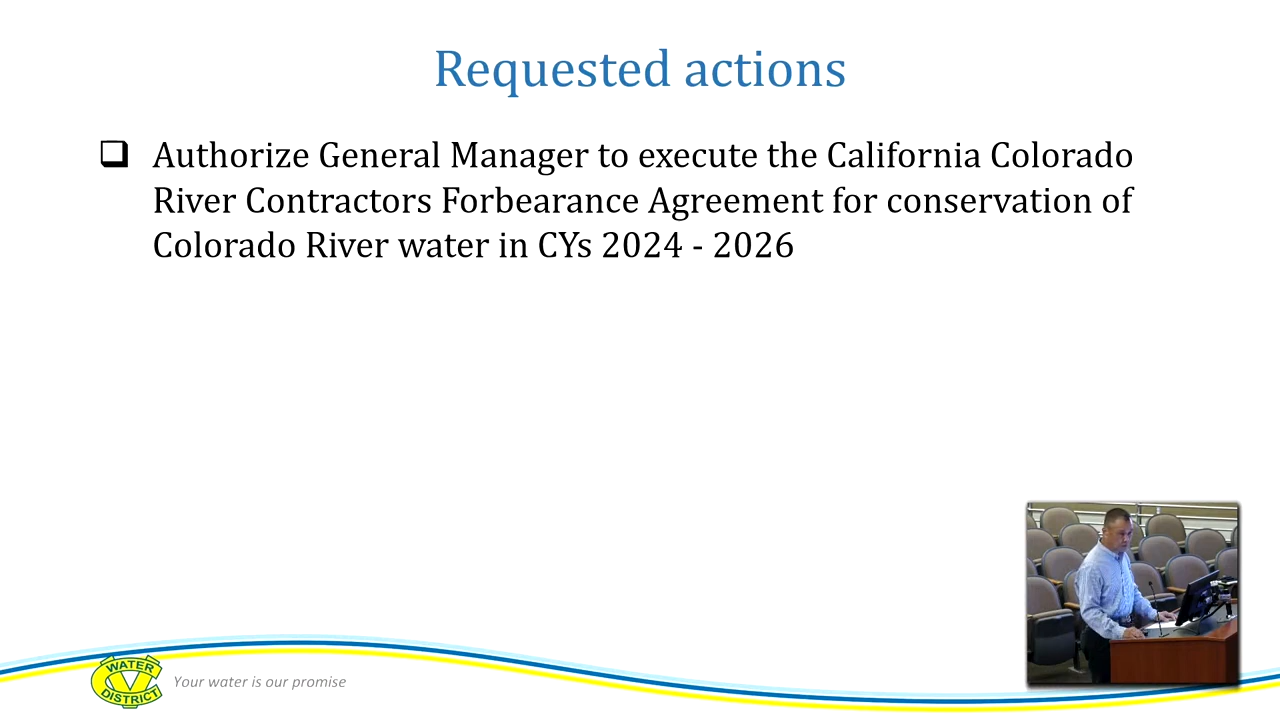 Requested actions
Authorize General Manager to execute the California Colorado
River Contractors Forbearance Agreement for conservation of
Colorado River water in CYs 2024 - 2026
WATER
DISTRICT
Your water is our promise